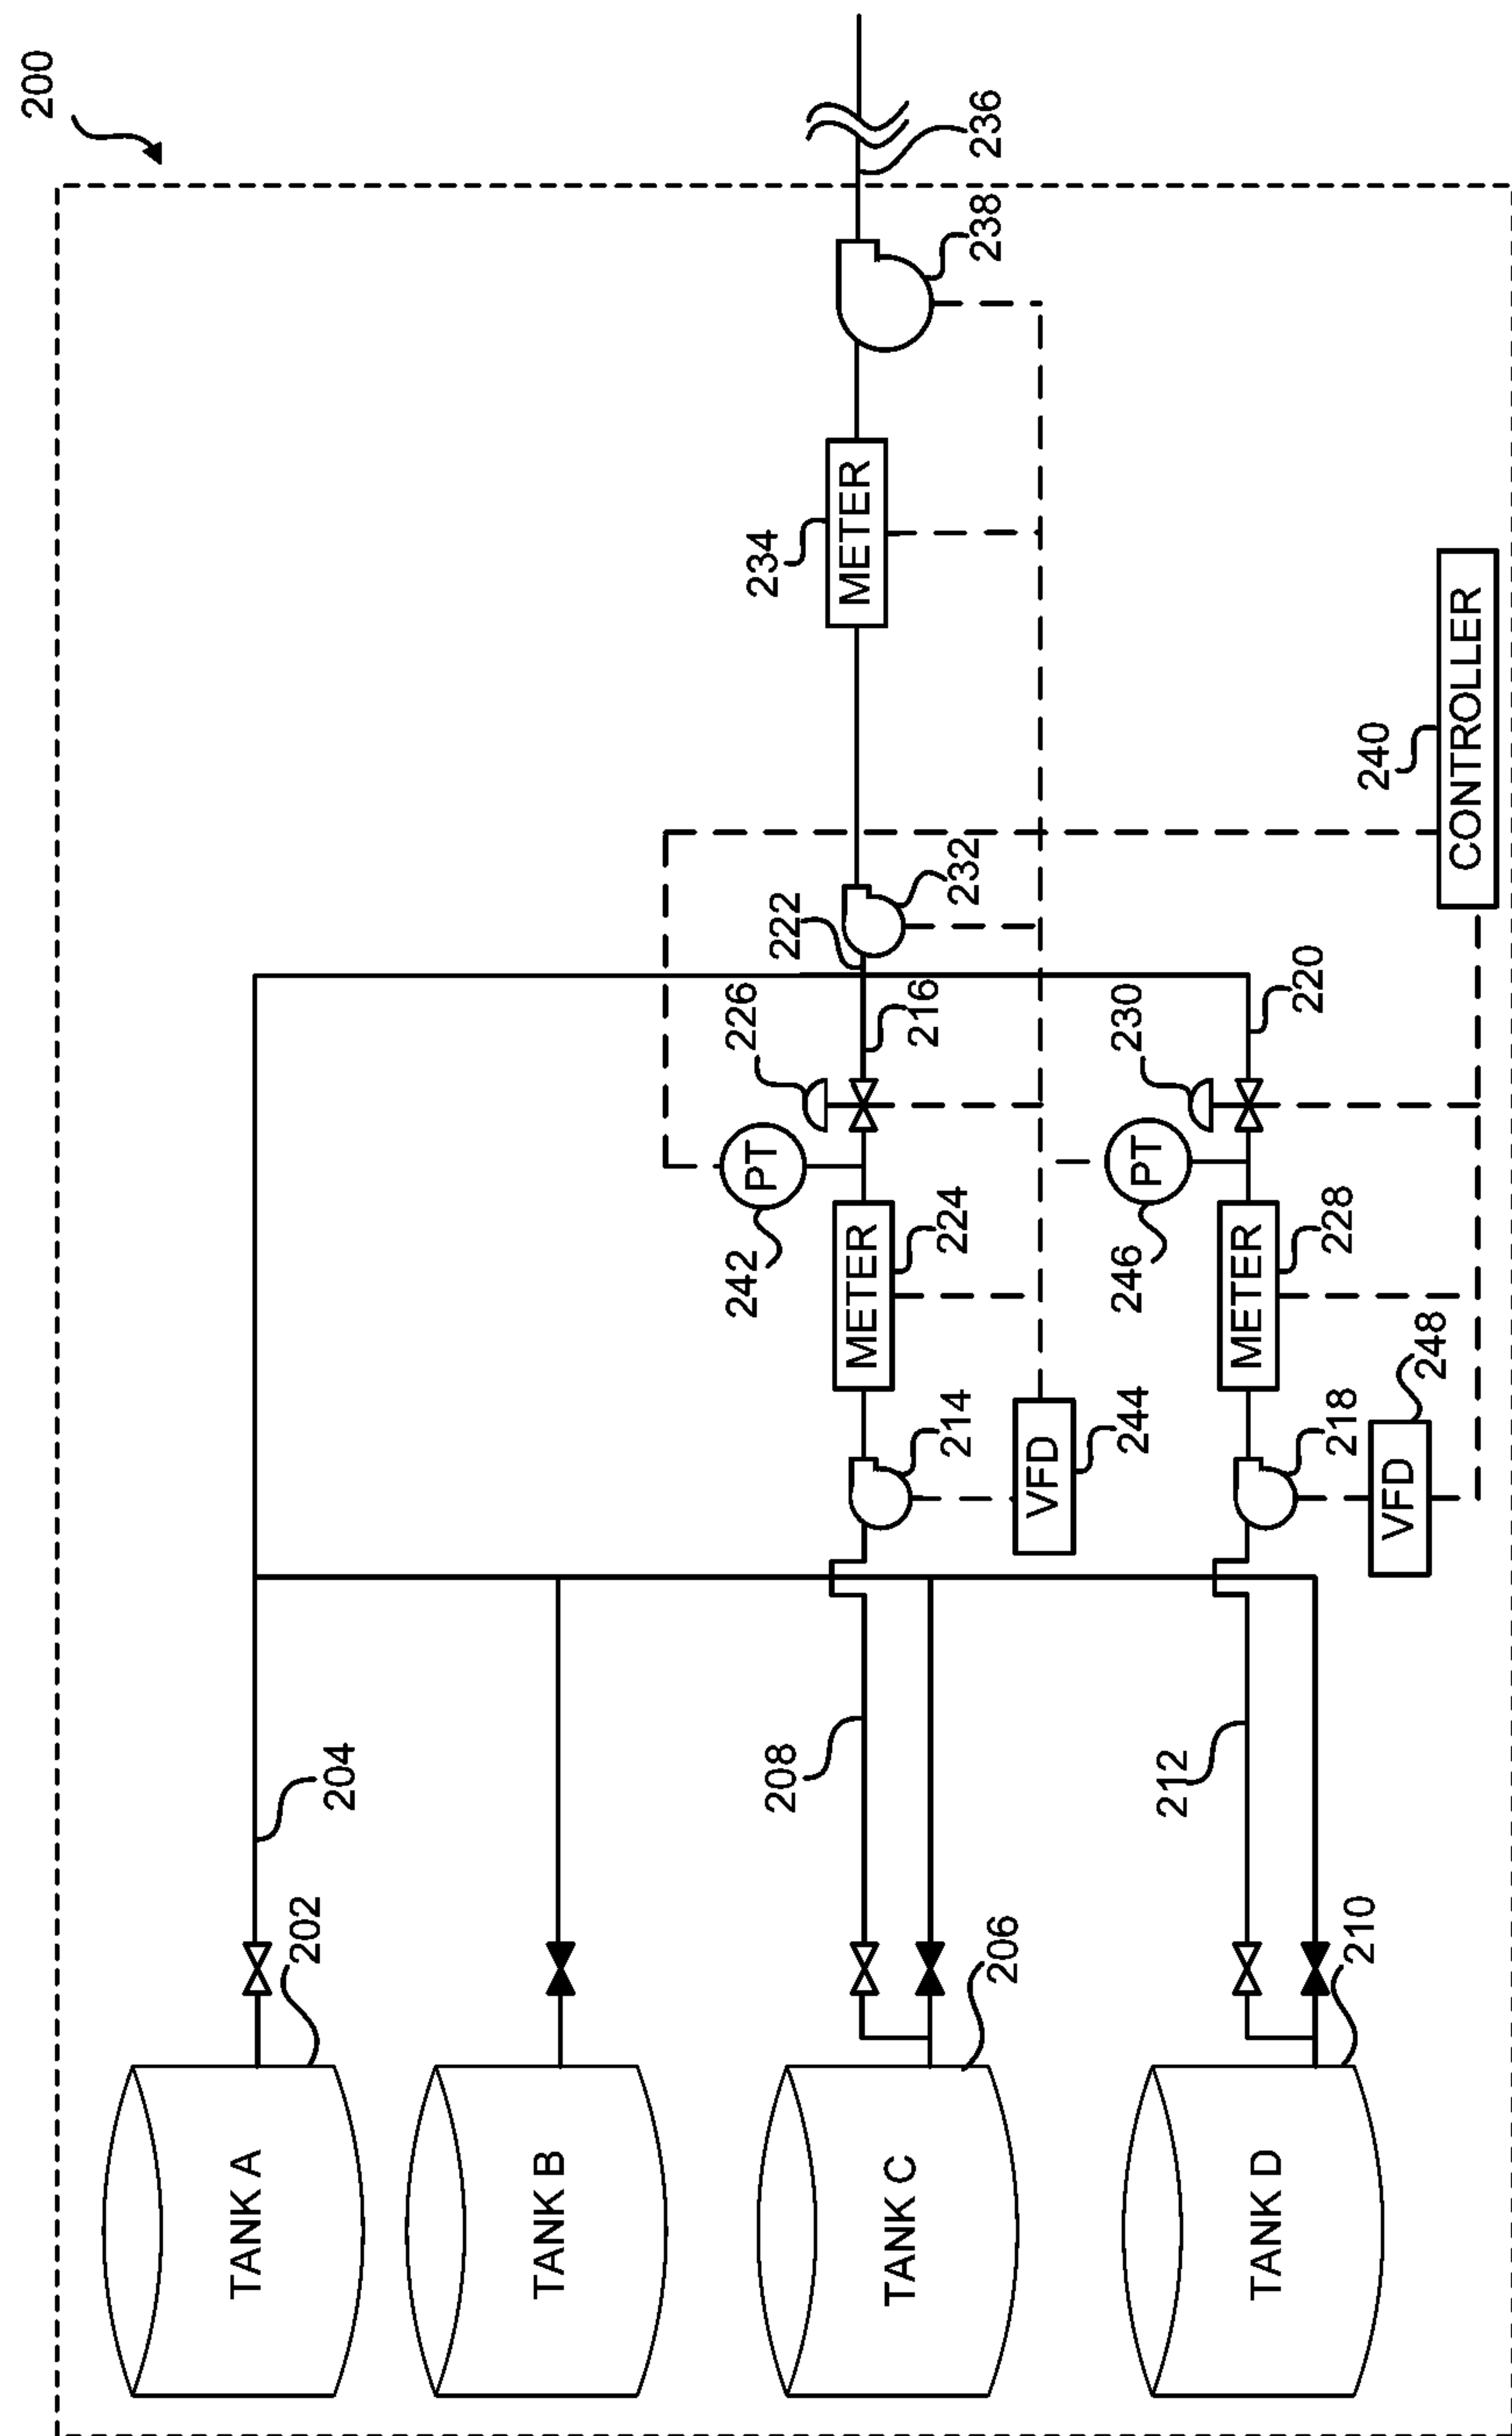 200
TANK A
202
204
TANK B
TANK C
206
208
214
METER
224
PT
242
226
216
222
232
METER
234
238
236
VFD
244
TANK D
210
212
218
METER
228
PT
246
230
220
VFD
248
CONTROLLER
240